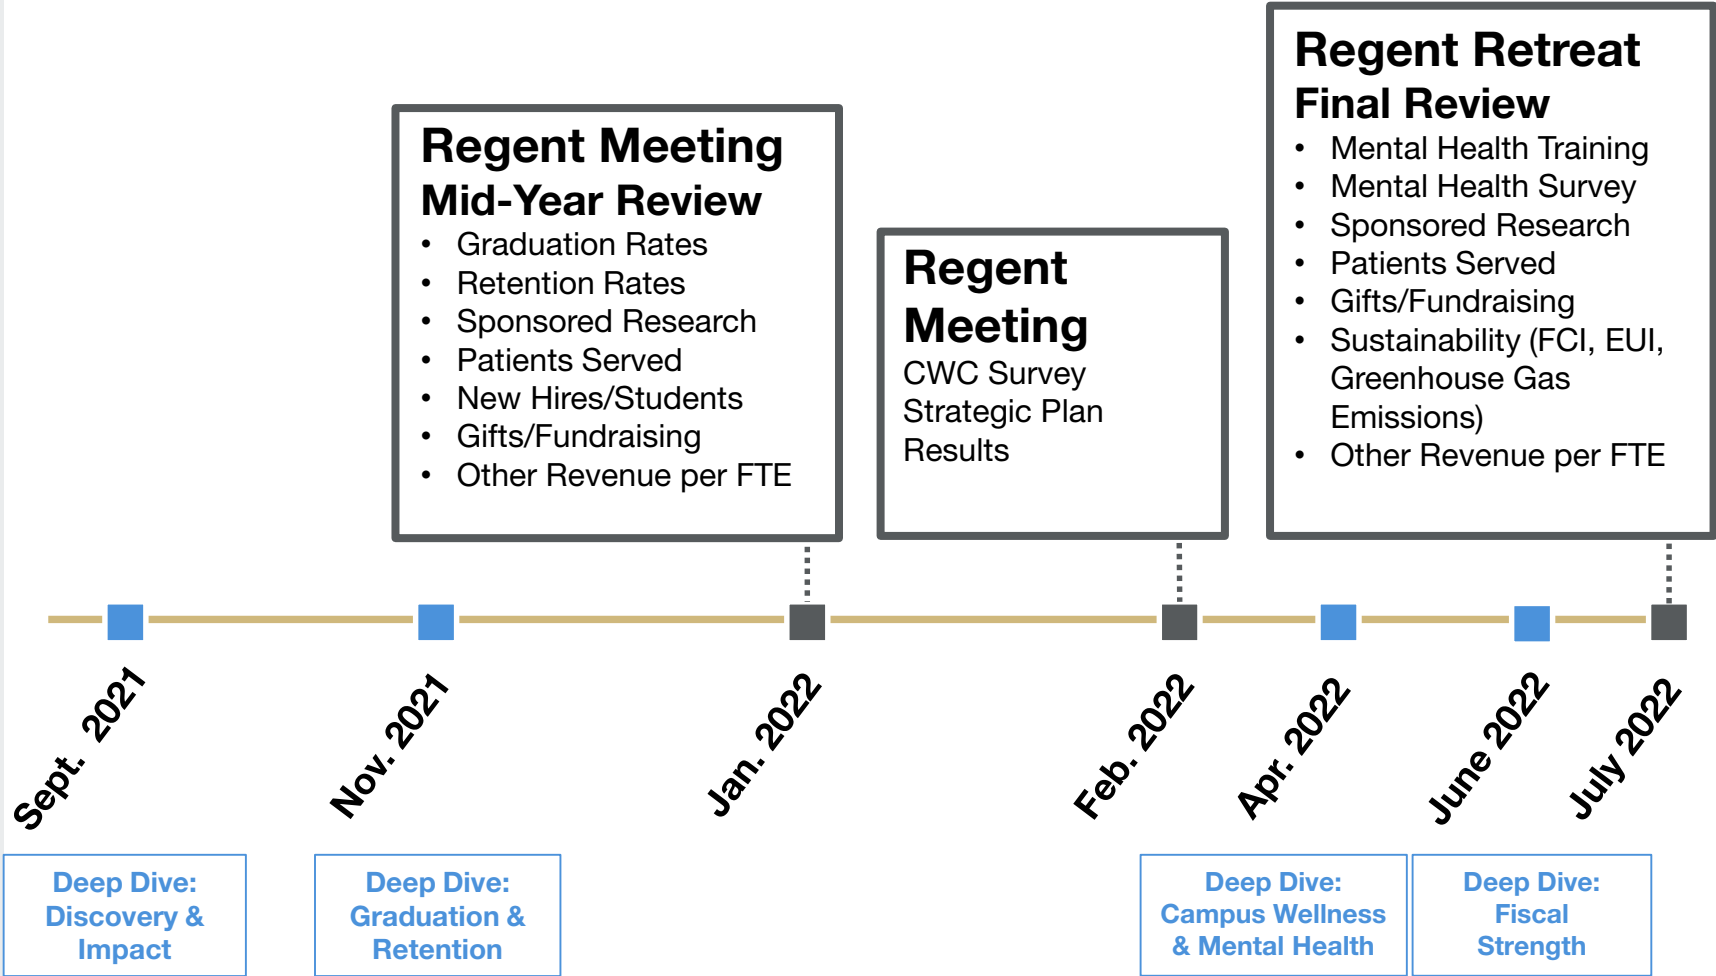 Regent Meeting
Mid-Year Review
• Graduation Rates
• Retention Rates
• Sponsored Research
• Patients Served
• New Hires/Students
• Gifts/Fundraising
• Other Revenue per FTE
Regent
Meeting
CWC Survey
Strategic Plan
Results
Regent Retreat
Final Review
• Mental Health Training
• Mental Health Survey
• Sponsored Research
• Patients Served
• Gifts/Fundraising
• Sustainability (FCI, EUI,
Greenhouse Gas
Emissions)
• Other Revenue per FTE
Sept. 2021
Nov. 2021
Jan. 2022
Feb. 2022
Apr. 2022
June 2022
July 2022
Deep Dive:
Discovery &
Impact
Deep Dive:
Graduation &
Retention
Deep Dive:
Campus Wellness
& Mental Health
Deep Dive:
Fiscal
Strength